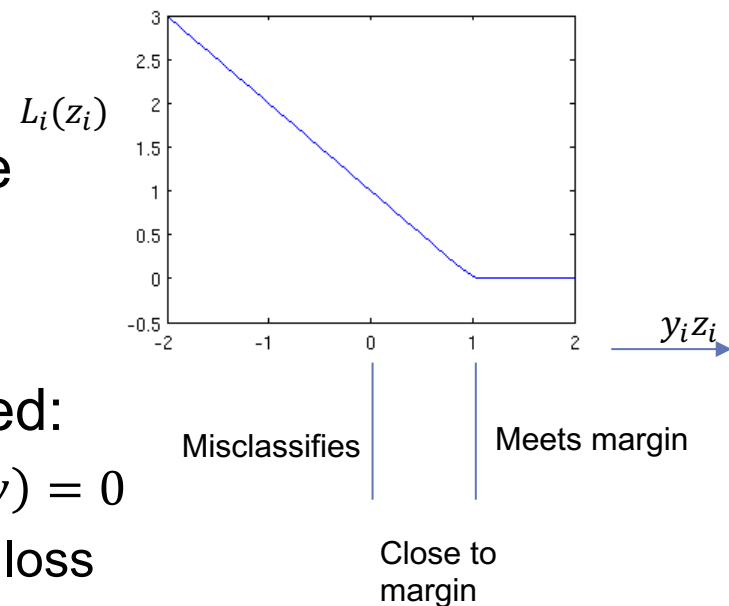 3
2.5
2
1.5
1
0.5
0
-0.5
-2 -1 0 1 2
L_i(z_i)
y_i z_i
e
ed:
) = 0
loss
Misclassifies
Meets margin
Close to
margin